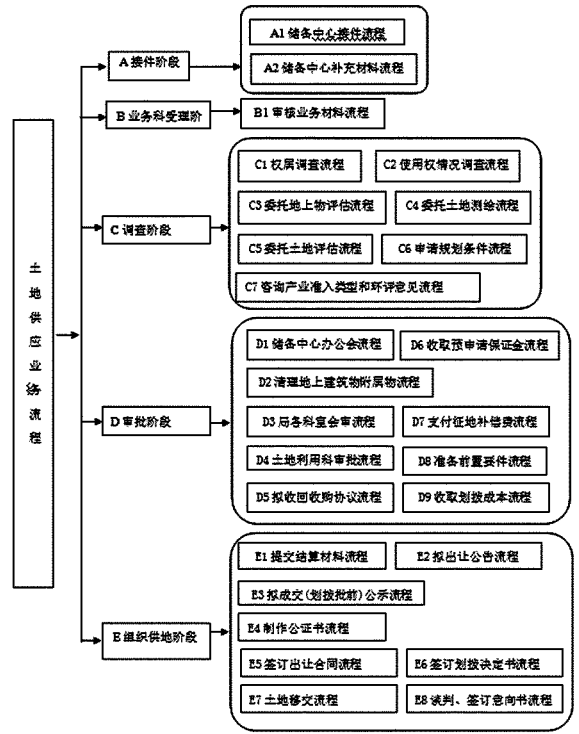 土地供应业务流程
A 接件阶段
A1 储备中心接件流程
A2 储备中心补充材料流程
B 业务科受理阶
B1 审核业务材料流程
C 调查阶段
C1 权属调查流程
C2 使用权情况调查流程
C3 委托地上物评估流程
C4 委托土地测绘流程
C5 委托土地评估流程
C6 申请规划条件流程
C7 咨询产业准入类型和环评意见流程
D 审批阶段
D1 储备中心办公会流程
D6 收取预申请保证金流程
D2 清理地上建筑物附属物流程
D3 局各科室会审流程
D7 支付征地补偿费流程
D4 土地利用科审批流程
D8 准备前置要件流程
D5 拟收回收购协议流程
D9 收取划拨成本流程
E 组织供地阶段
E1 提交结算材料流程
E2 拟出让公告流程
E3 拟成交(划拨批前)公示流程
E4 制作公证书流程
E5 签订出让合同流程
E6 签订划拨决定书流程
E7 土地移交流程
E8 谈判、签订意向书流程